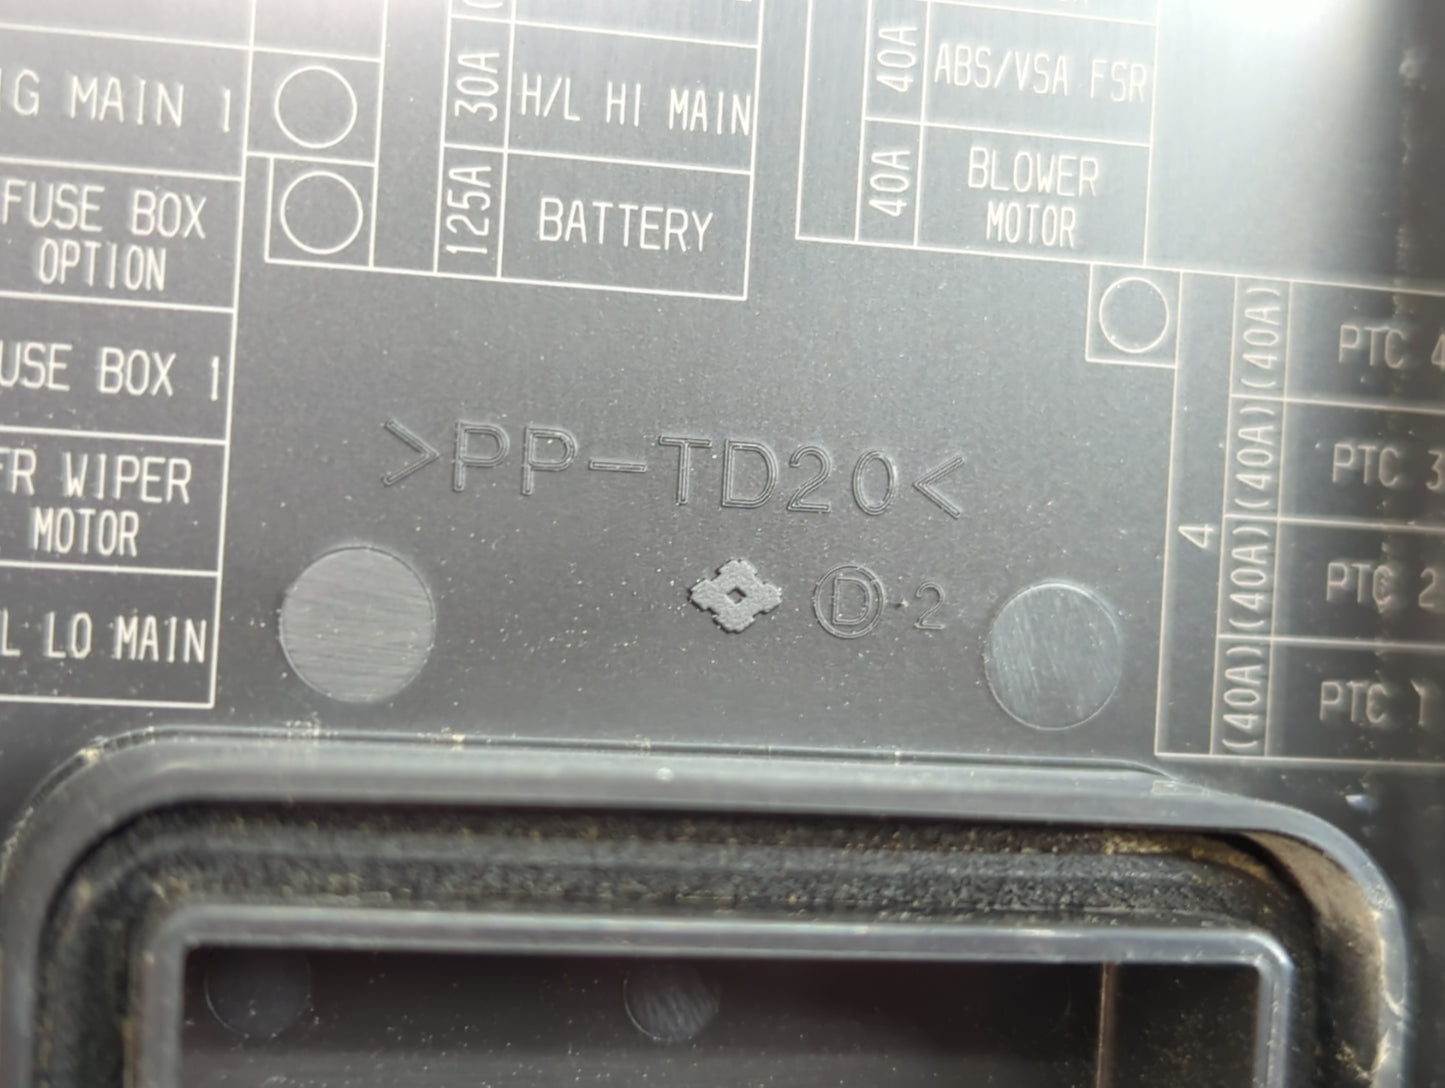 G MAIN 1
FUSE BOX
OPTION
USE BOX 1
FR WIPER
MOTOR
L LO MAIN
30A H/L HI MAIN
125A BATTERY
40A ABS/VSA FSR
40A BLOWER
MOTOR
>PP-TD20<
D-2
4
(40A) PTC 4
(40A) PTC 3
(40A) PTC 2
(40A) PTC 1